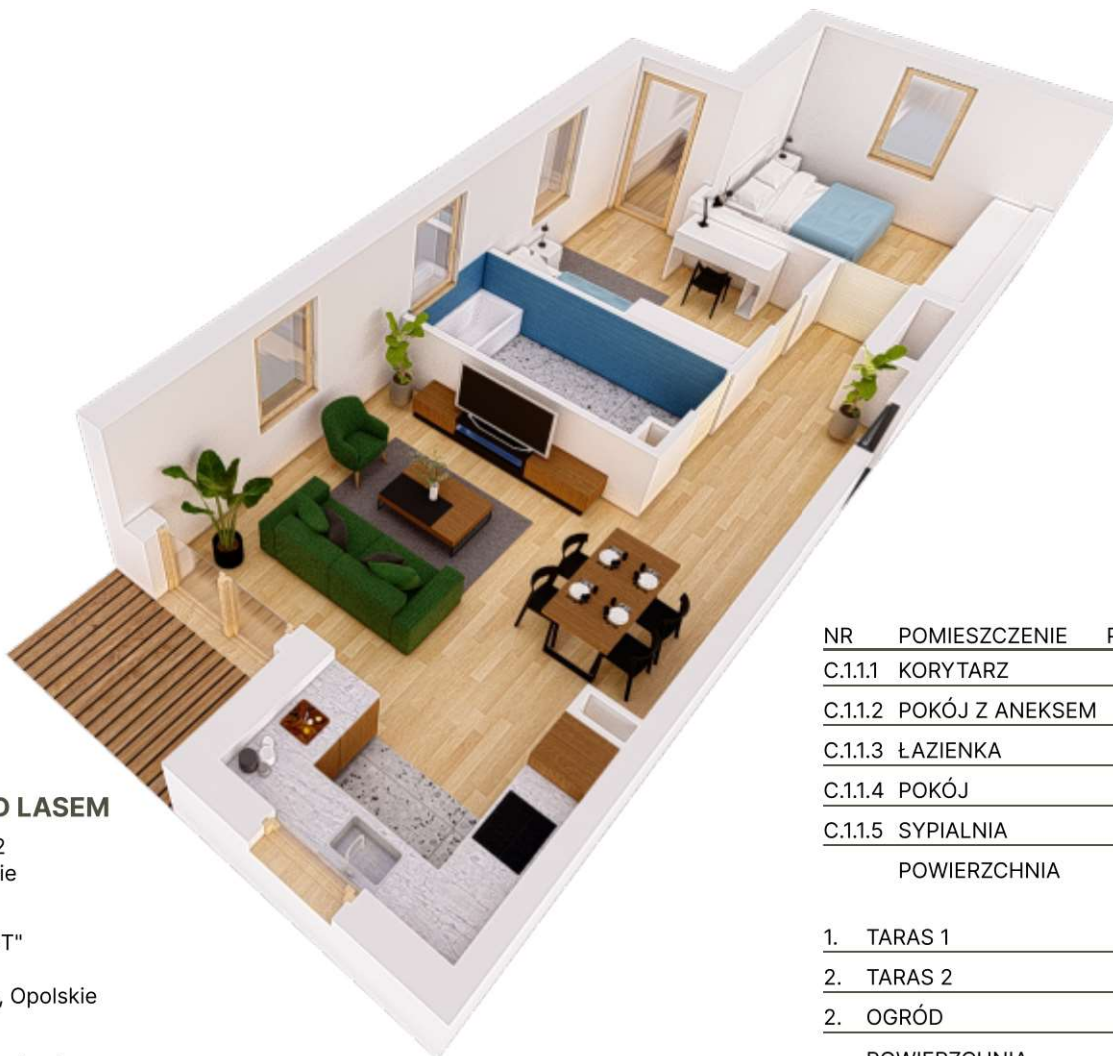 LASEM
2
ie
T"
, Opolskie
NR POMIESZCZENIE P
C.1.1.1 KORYTARZ
C.1.1.2 POKÓJ Z ANEKSEM
C.1.1.3 ŁAZIENKA
C.1.1.4 POKÓJ
C.1.1.5 SYPIALNIA
POWIERZCHNIA
1. TARAS 1
2. TARAS 2
2. OGRÓD